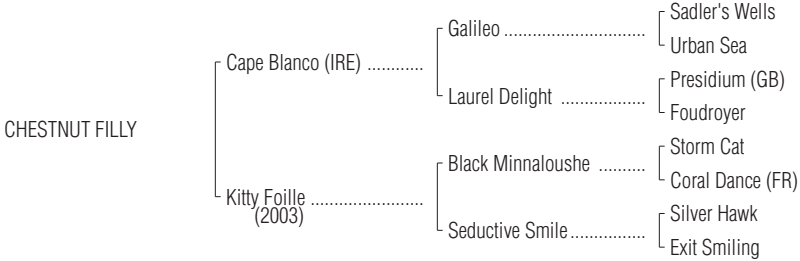 Sadler's Wells
Galileo ..............................
Urban Sea
Cape Blanco (IRE) ............
Presidium (GB)
Laurel Delight ..................
Foudroyer
CHESTNUT FILLY
Storm Cat
Black Minnaloushe ..........
Coral Dance (FR)
Kitty Foille ........................
(2003)
Silver Hawk
Seductive Smile ................
Exit Smiling